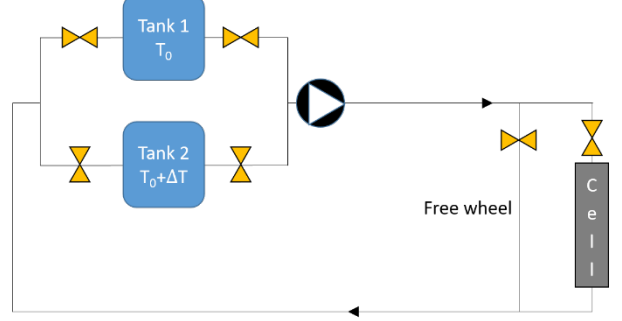 Tank 1
T₀
Tank 2
T₀+ΔT
Free wheel
C
e
l
l